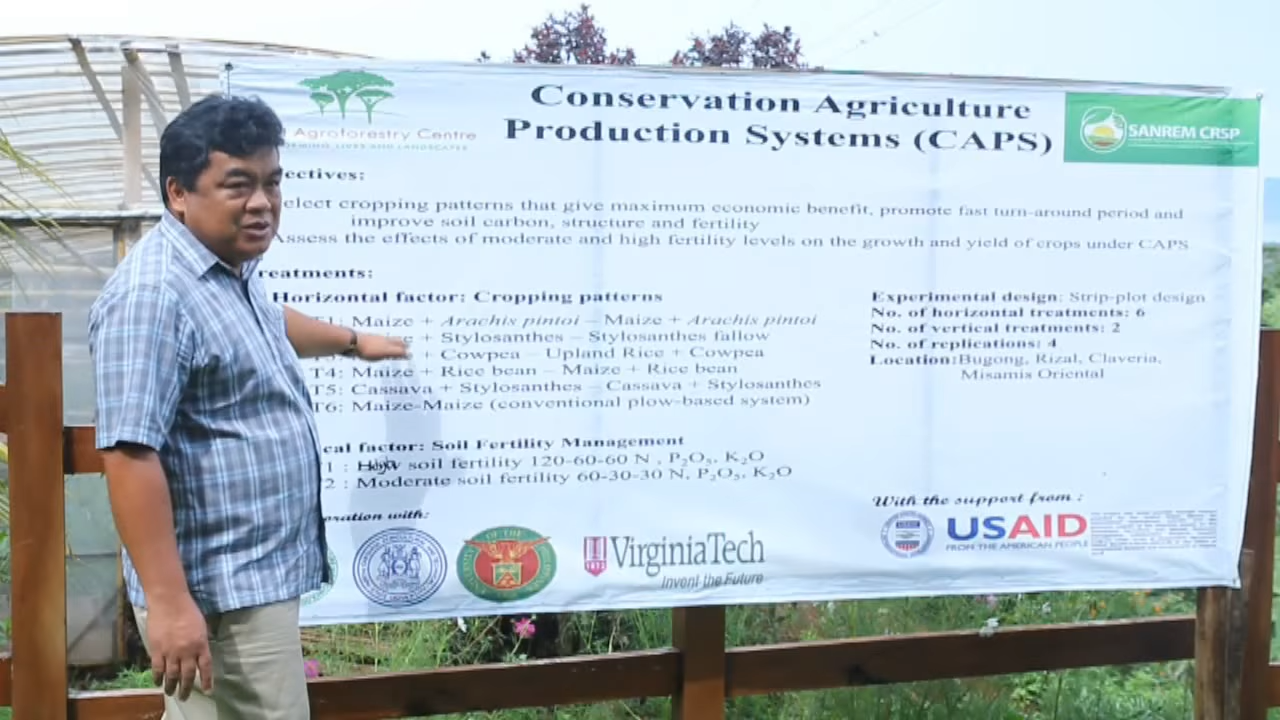 Agroforestry Centre
LIVES AND LANDSCAPES
Conservation Agriculture
Production Systems (CAPS)
SANREM CRSP
ectives:
elect cropping patterns that give maximum economic benefit, promote fast turn-around period and
improve soil carbon, structure and fertility
Assess the effects of moderate and high fertility levels on the growth and yield of crops under CAPS
reatments:
Horizontal factor: Cropping patterns
T1: Maize + Arachis pintoi – Maize + Arachis pintoi
e + Stylosanthes – Stylosanthes fallow
+ Cowpea – Upland Rice + Cowpea
T4: Maize + Rice bean – Maize + Rice bean
T5: Cassava + Stylosanthes – Cassava + Stylosanthes
T6: Maize-Maize (conventional plow-based system)
cal factor: Soil Fertility Management
1 : soil fertility 120-60-60 N , P₂O₅, K₂O
2 : Moderate soil fertility 60-30-30 N, P₂O₅, K₂O
Experimental design: Strip-plot design
No. of horizontal treatments: 6
No. of vertical treatments: 2
No. of replications: 4
Location: Bugong, Rizal, Claveria,
Misamis Oriental
oration with:
VirginiaTech
1872
Invent the Future
With the support from :
USAID
FROM THE AMERICAN PEOPLE